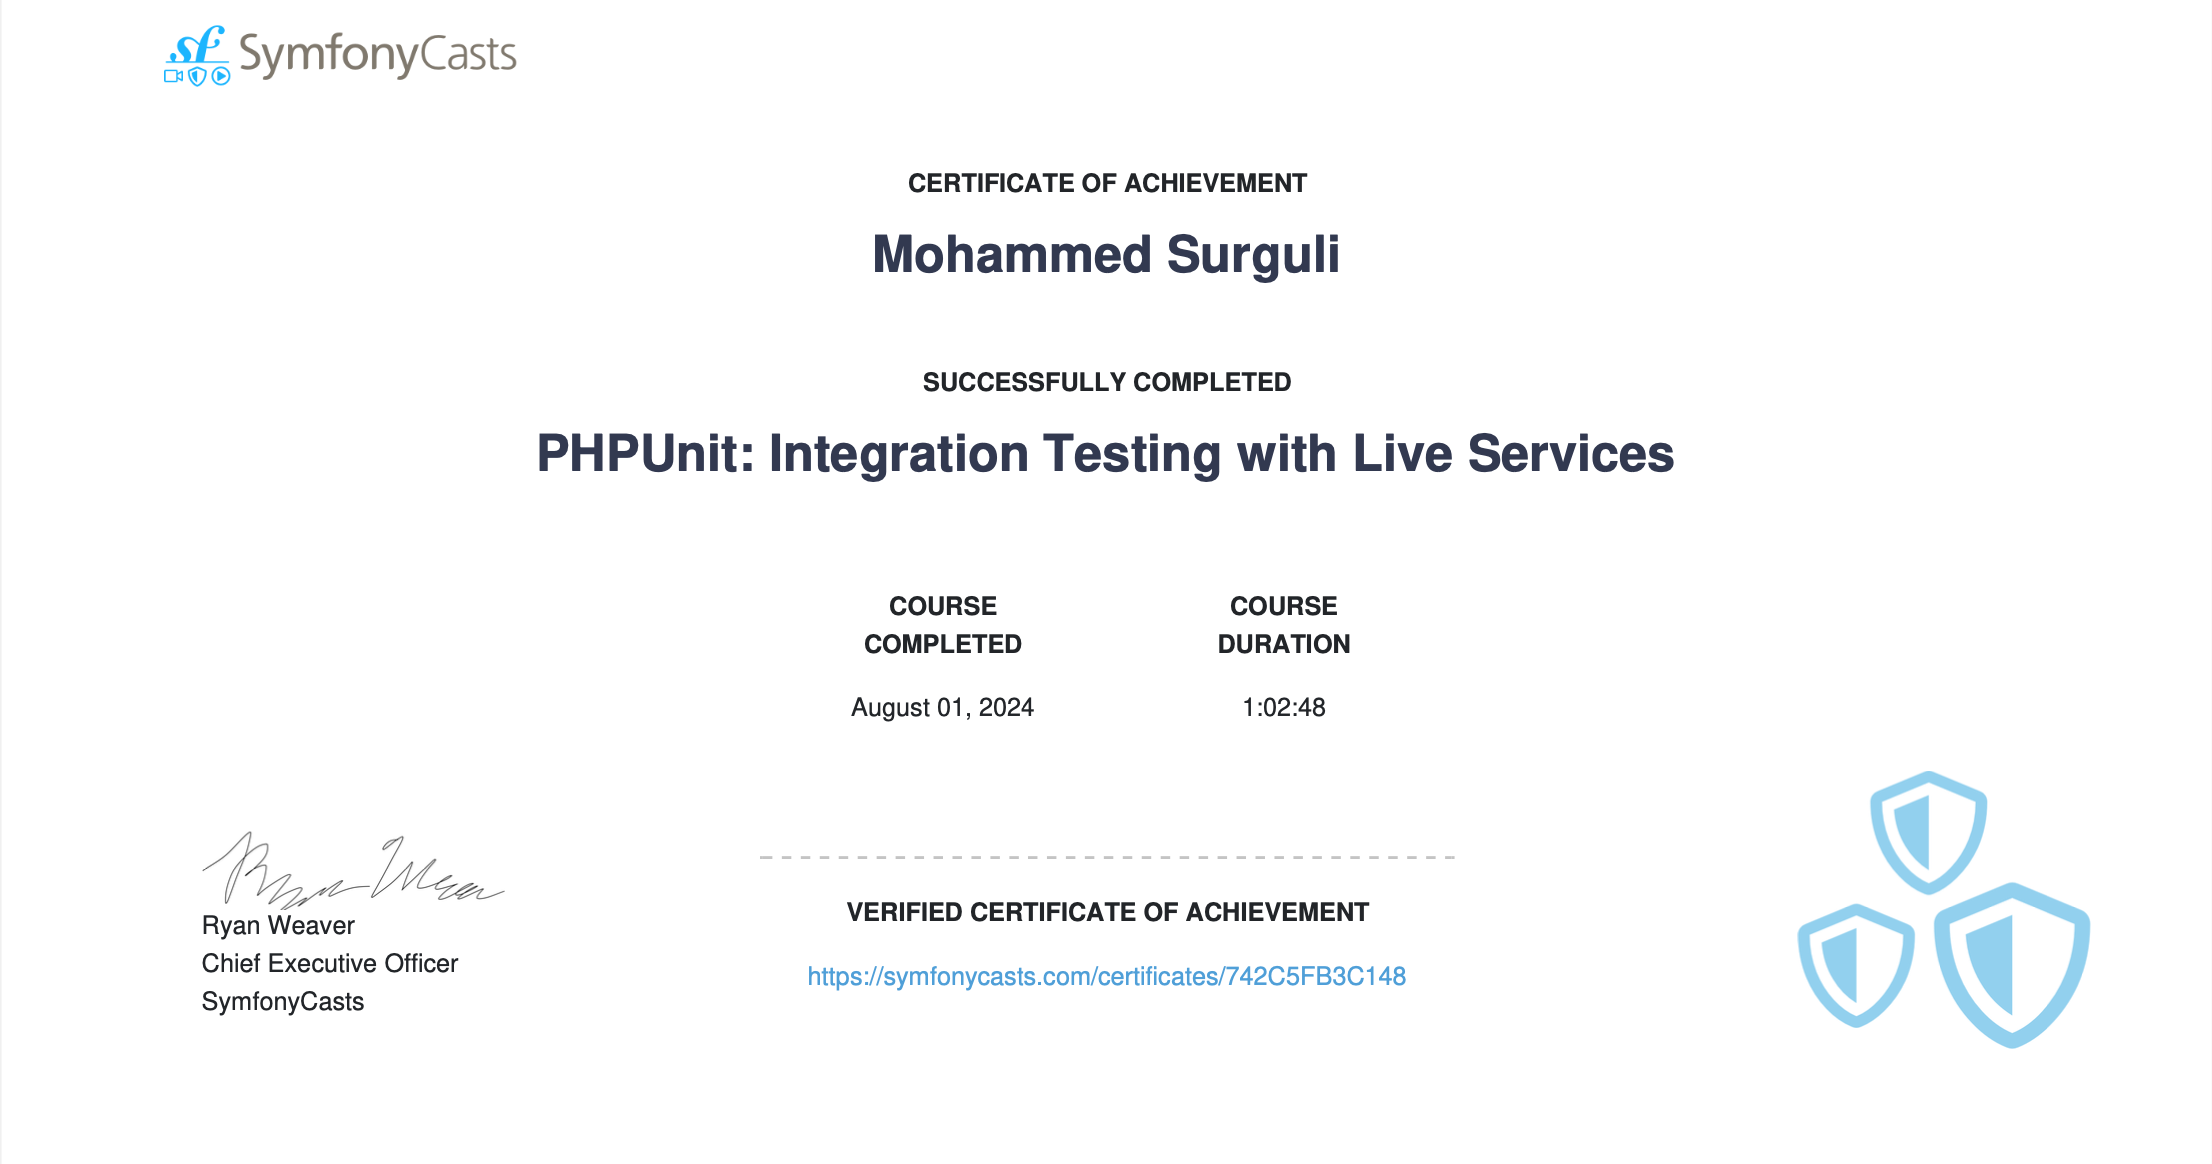 sf SymfonyCasts
CERTIFICATE OF ACHIEVEMENT
Mohammed Surguli
SUCCESSFULLY COMPLETED
PHPUnit: Integration Testing with Live Services
COURSE
COMPLETED
August 01, 2024
COURSE
DURATION
1:02:48
Ryan Weaver
Ryan Weaver
Chief Executive Officer
SymfonyCasts
VERIFIED CERTIFICATE OF ACHIEVEMENT
https://symfonycasts.com/certificates/742C5FB3C148